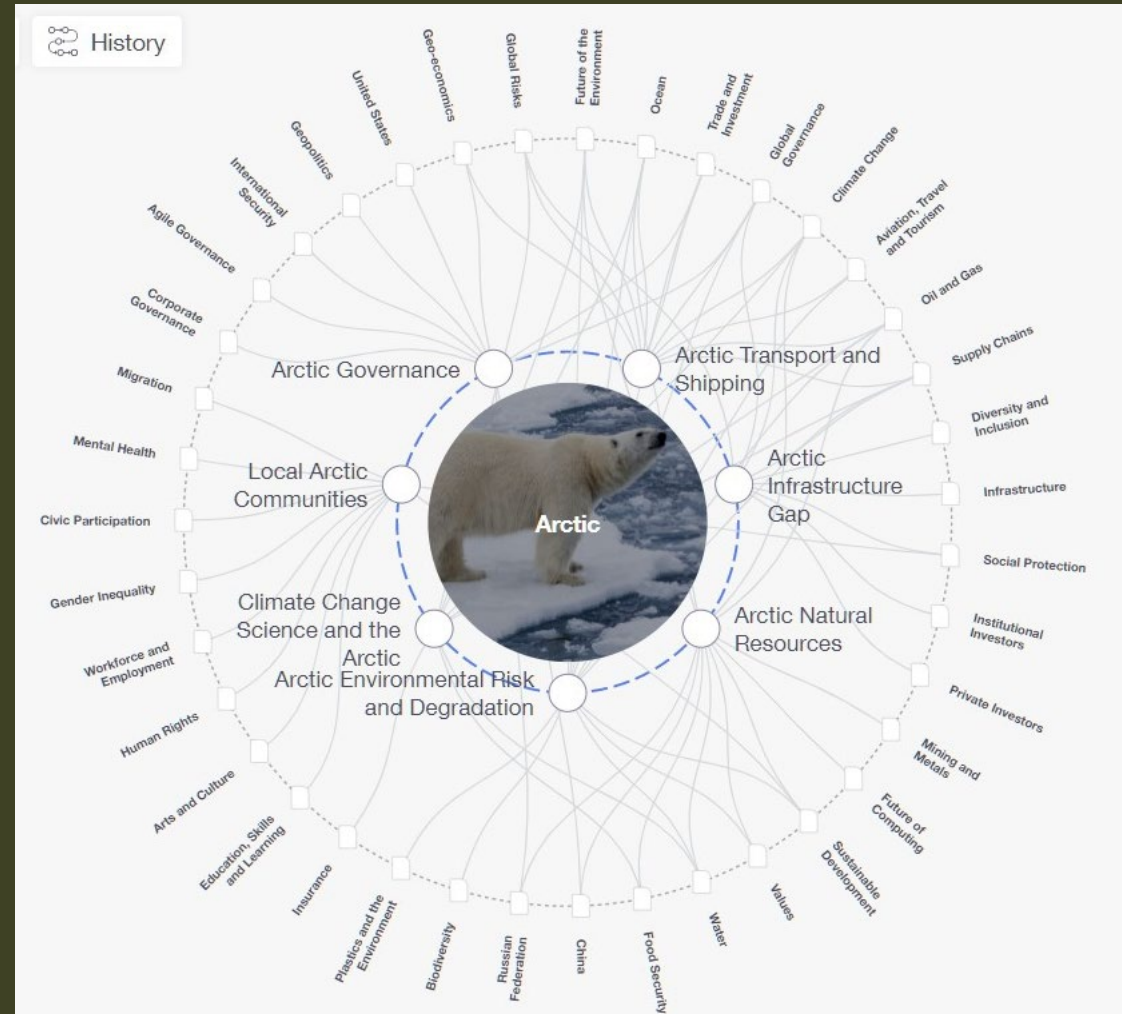 History
Geo-economics
Global Risks
Future of the
Environment
Ocean
Trade and
Investment
Global
Governance
Climate Change
Aviation, Travel
and Tourism
Oil and Gas
Supply Chains
Diversity and
Inclusion
Infrastructure
Social Protection
Institutional
Investors
Private Investors
Mining and
Metals
Future of
Computing
Sustainable
Development
Values
Water
Food Security
China
Russian
Federation
Biodiversity
Plastics and the
Environment
Insurance
Education, Skills
and Learning
Arts and Culture
Human Rights
Workforce and
Employment
Gender Inequality
Civic Participation
Mental Health
Migration
Corporate
Governance
Agile Governance
International
Security
Geopolitics
United States
Arctic Governance
Arctic Transport and
Shipping
Arctic
Infrastructure
Gap
Arctic Natural
Resources
Arctic Environmental Risk
and Degradation
Climate Change
Science and the
Arctic
Local Arctic
Communities
Arctic